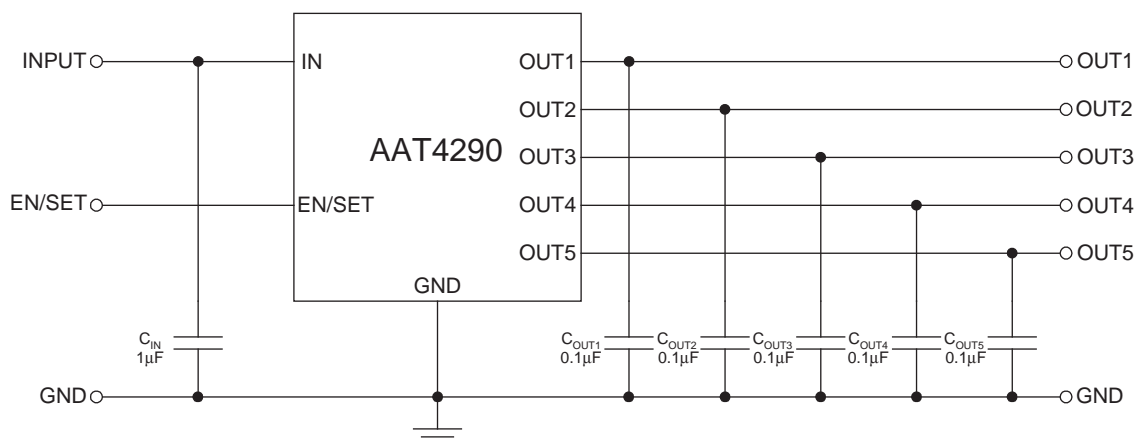 INPUT
IN
OUT1
OUT1
OUT2
OUT2
AAT4290
OUT3
OUT3
EN/SET
EN/SET
OUT4
OUT4
OUT5
OUT5
GND
CIN
1µF
COUT1
0.1µF
COUT2
0.1µF
COUT3
0.1µF
COUT4
0.1µF
COUT5
0.1µF
GND
GND